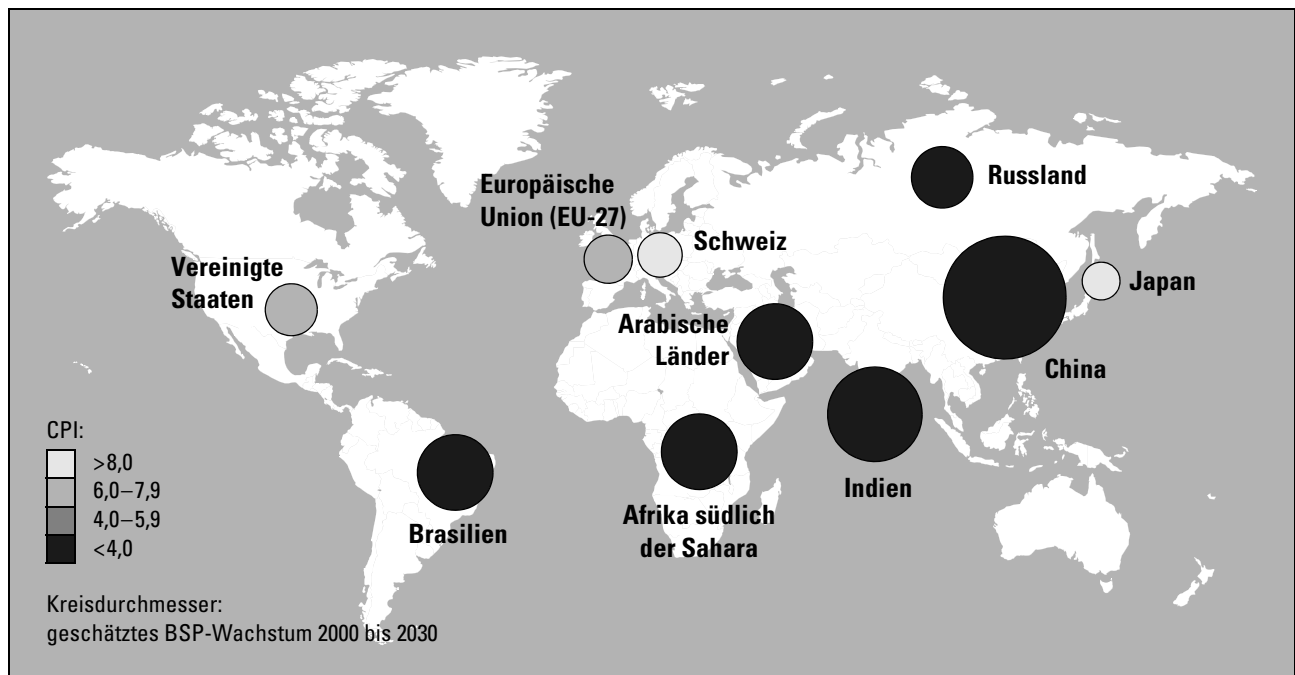 Europäische
Union (EU-27)
Russland
Schweiz
Vereinigte
Staaten
Japan
Arabische
Länder
China
CPI:
>8,0
6,0–7,9
4,0–5,9
<4,0
Brasilien
Indien
Afrika südlich
der Sahara
Kreisdurchmesser:
geschätztes BSP-Wachstum 2000 bis 2030